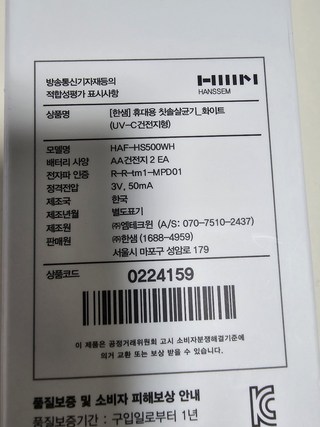 방송통신기자재등의
적합성평가 표시사항
HANSSEM
상품명 [한샘] 휴대용 칫솔살균기_화이트
(UV-C건전지형)
모델명 HAF-HS500WH
배터리 사양 AA건전지 2 EA
전자파 인증 R-R-tm1-MPD01
정격전압 3V, 50mA
제조국 한국
제조년월 별도표기
제조원 ㈜엠테크윈 (A/S: 070-7510-2437)
판매원 ㈜한샘 (1688-4959)
서울시 마포구 성암로 179
상품코드 0224159
이 제품은 공정거래위원회 고시 소비자분쟁해결기준에
의거 교환 또는 보상 받을 수 있습니다.
품질보증 및 소비자 피해보상 안내
품질보증기간 : 구입일로부터 1년